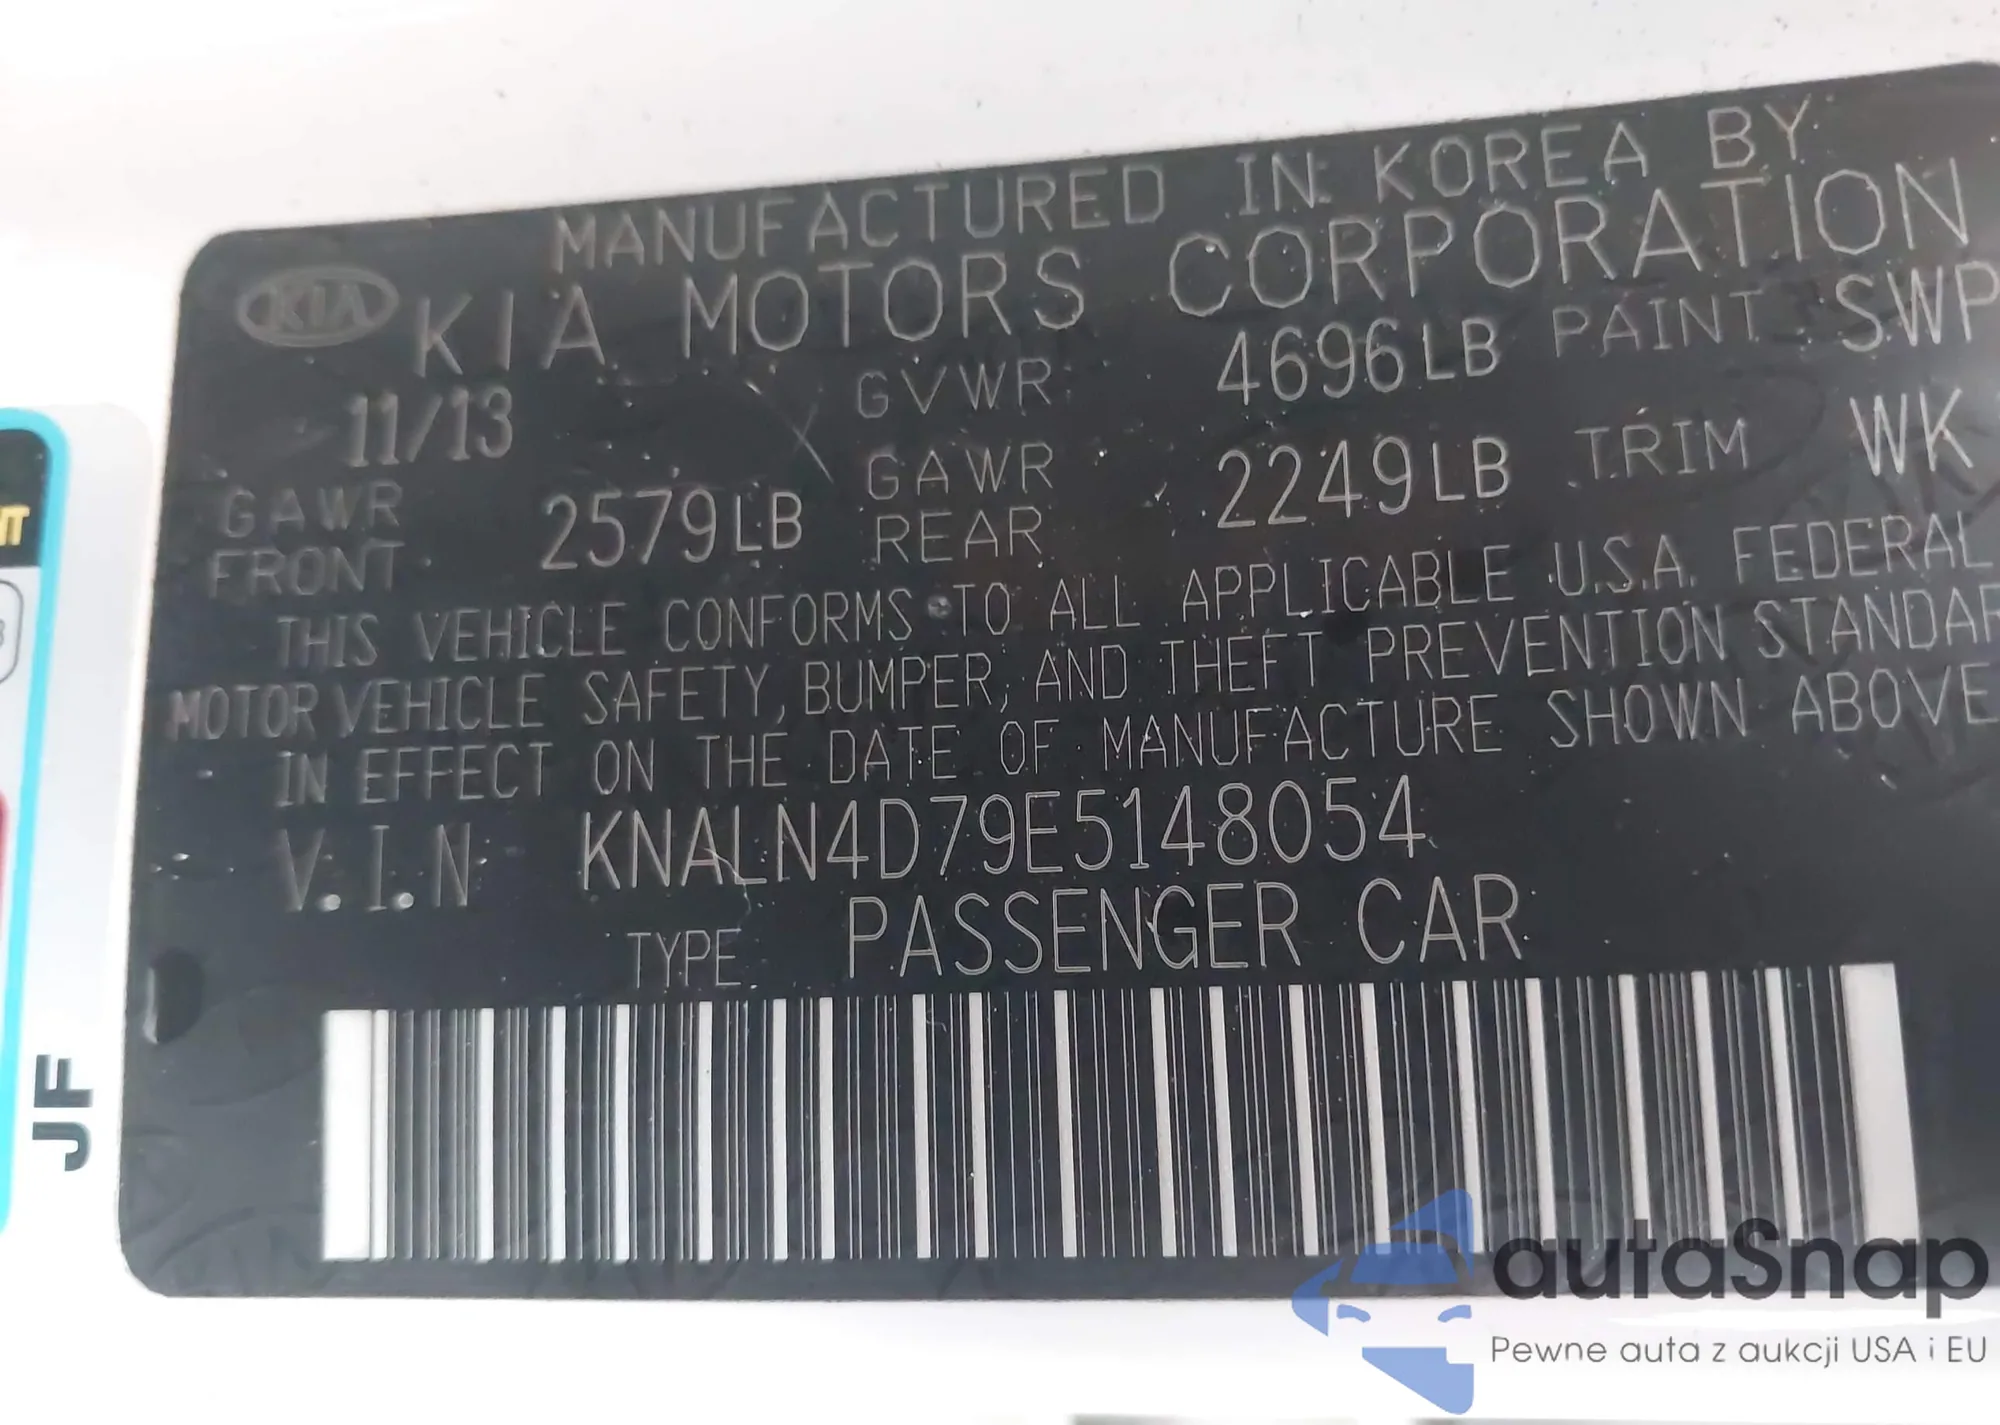 MANUFACTURED IN KOREA BY
KIA KIA MOTORS CORPORATION
11/13 GVWR 4696LB PAINT SWP
GAWR FRONT 2579LB GAWR REAR 2249LB TRIM WK
THIS VEHICLE CONFORMS TO ALL APPLICABLE U.S.A. FEDERAL
MOTOR VEHICLE SAFETY, BUMPER, AND THEFT PREVENTION STANDAR
IN EFFECT ON THE DATE OF MANUFACTURE SHOWN ABOVE
V.I.N KNALN4D79E5148054
TYPE PASSENGER CAR
JF
autoSnap
Pewne auta z aukcji USA i EU